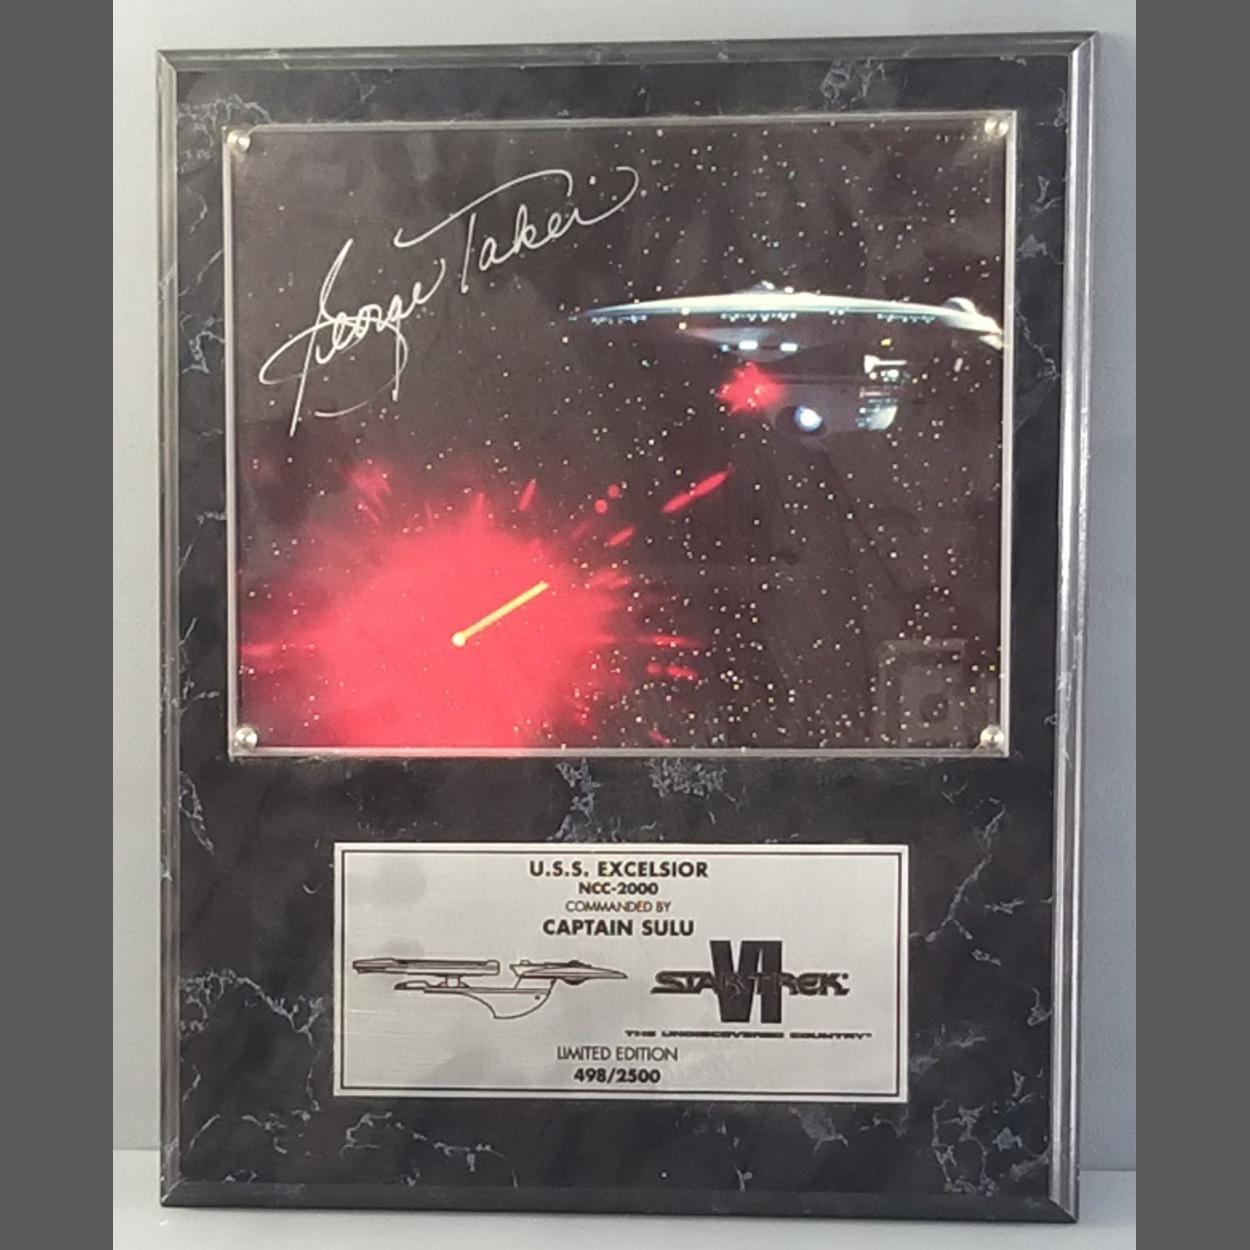 George Takei
U.S.S. EXCELSIOR
NCC-2000
COMMANDED BY
CAPTAIN SULU
VI
STAR TREK
THE UNDISCOVERED COUNTRY
LIMITED EDITION
498/2500